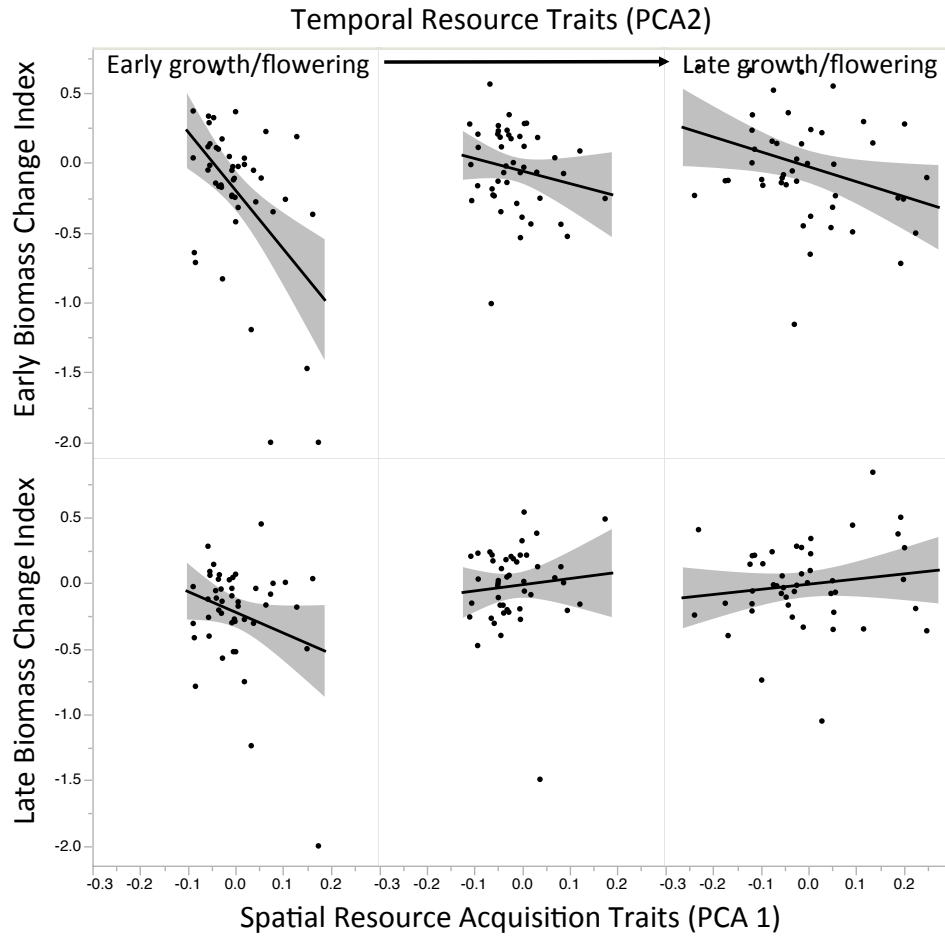 Temporal Resource Traits (PCA2)
Early growth/flowering
Late growth/flowering
Early Biomass Change Index
0.5
0.0
-0.5
-1.0
-1.5
-2.0
Late Biomass Change Index
0.5
0.0
-0.5
-1.0
-1.5
-2.0
-0.3 -0.2 -0.1 0.0 0.1 0.2 -0.3 -0.2 -0.1 0.0 0.1 0.2 -0.3 -0.2 -0.1 0.0 0.1 0.2
Spatial Resource Acquisition Traits (PCA 1)